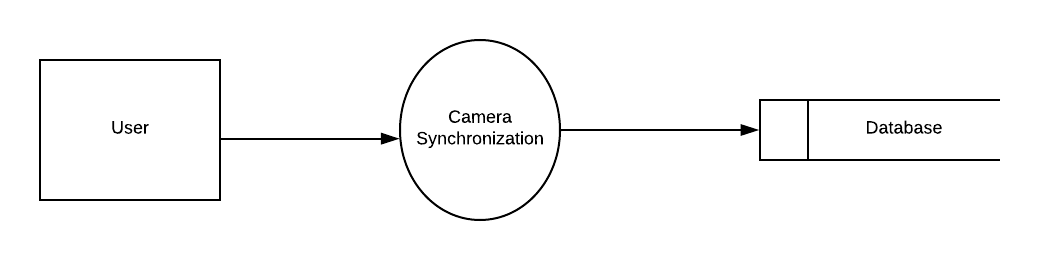 User
Camera
Synchronization
Database